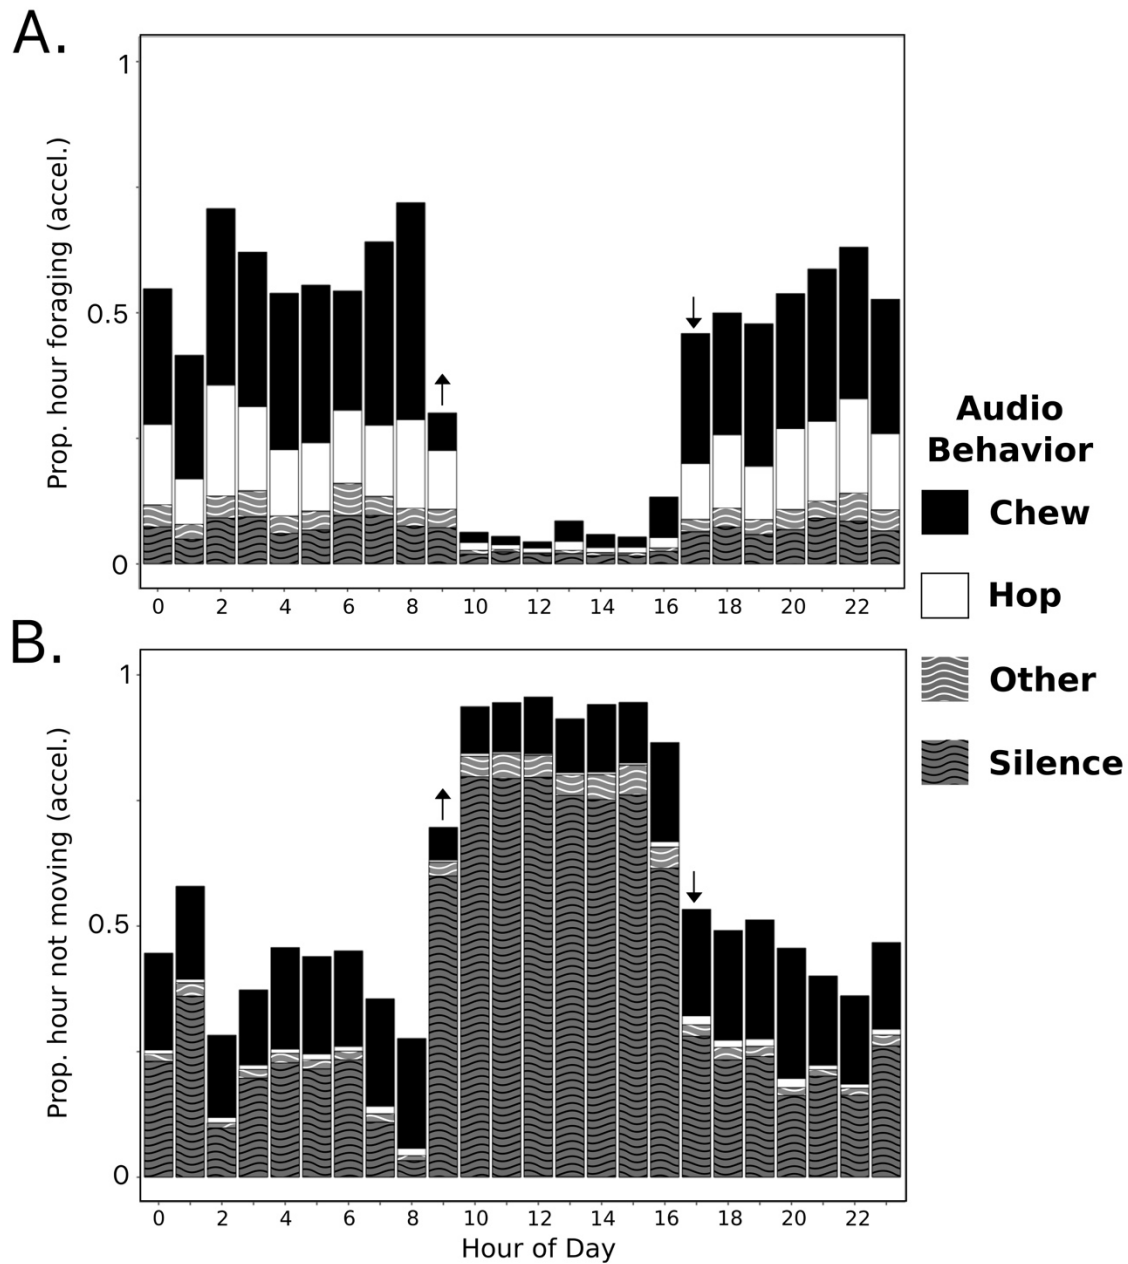 A.
Prop. hour foraging (accel.)
1
0.5
0
0 2 4 6 8 10 12 14 16 18 20 22
Audio
Behavior
Chew
Hop
Other
Silence
B.
Prop. hour not moving (accel.)
1
0.5
0
0 2 4 6 8 10 12 14 16 18 20 22
Hour of Day